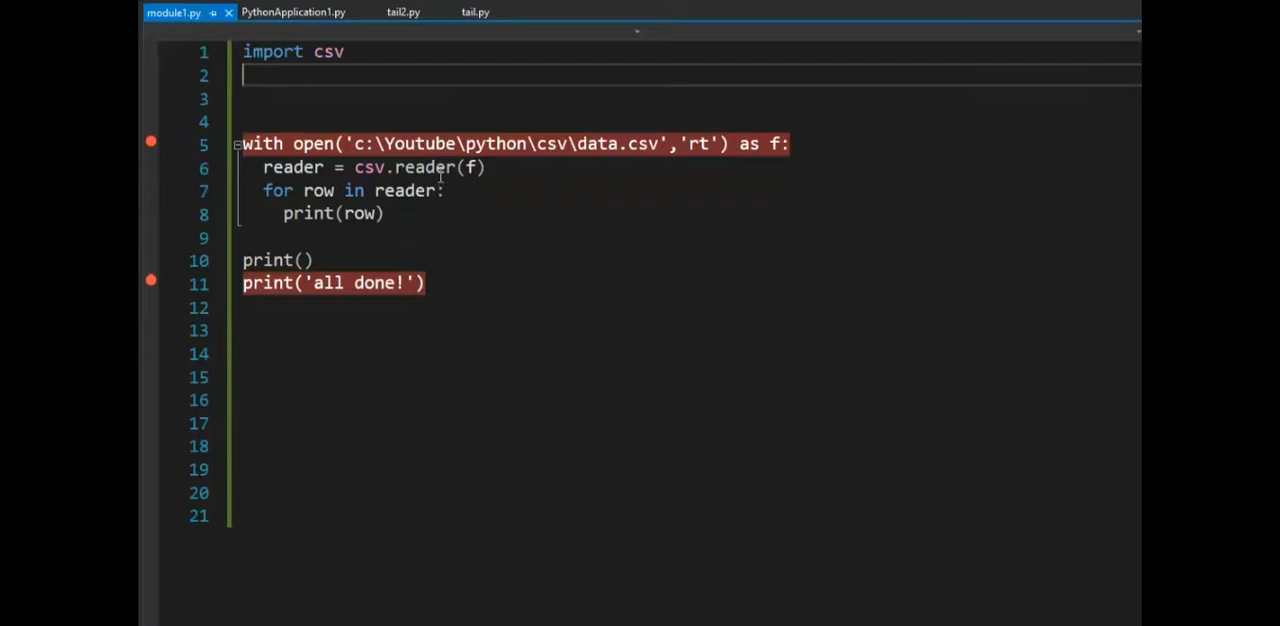 module1.py PythonApplication1.py tail2.py tail.py
1 import csv
2
3
4
5 with open('c:\Youtube\python\csv\data.csv','rt') as f:
6 reader = csv.reader(f)
7 for row in reader:
8 print(row)
9
10 print()
11 print('all done!')
12
13
14
15
16
17
18
19
20
21